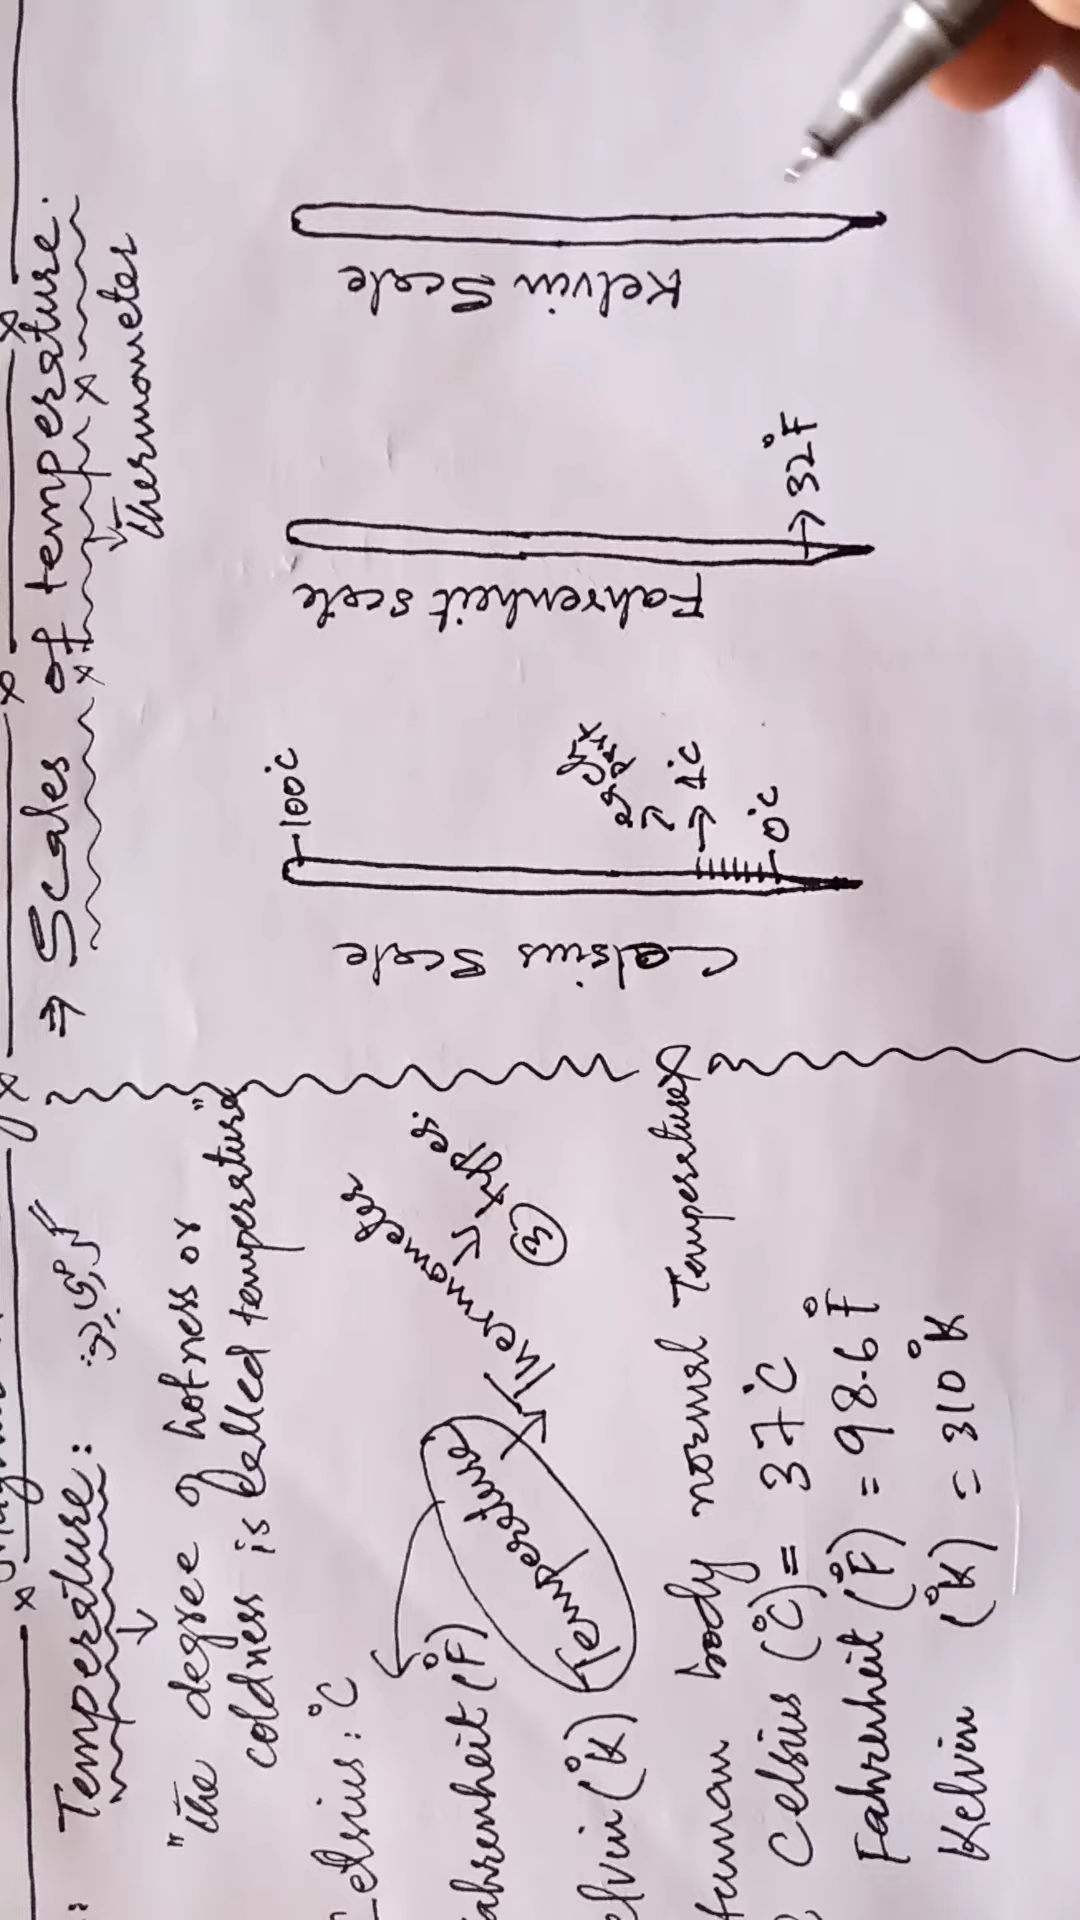 Temperature:
"The degree of hotness or
coldness is called temperature"
Celsius: °C
Fahrenheit (°F)
Kelvin (°K)
Temperature
Thermometer
③ types.
Human body normal Temperature
Celsius (°C) = 37°C
Fahrenheit (°F) = 98.6°F
Kelvin (°K) = 310°K
⇒ Scales of temperature.
Thermometer
Celsius Scale
100°C
1°C
0°C
Fahrenheit scale
32°F
Kelvin Scale